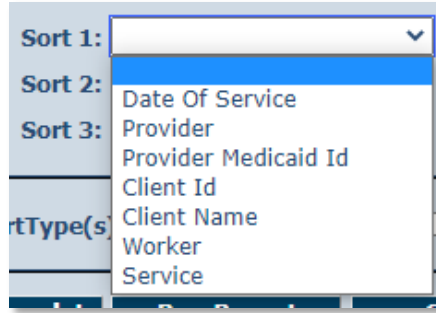 Sort 1:
Sort 2:
Date Of Service
Sort 3:
Provider
Provider Medicaid Id
Client Id
Client Name
rtType(s)
Worker
Service